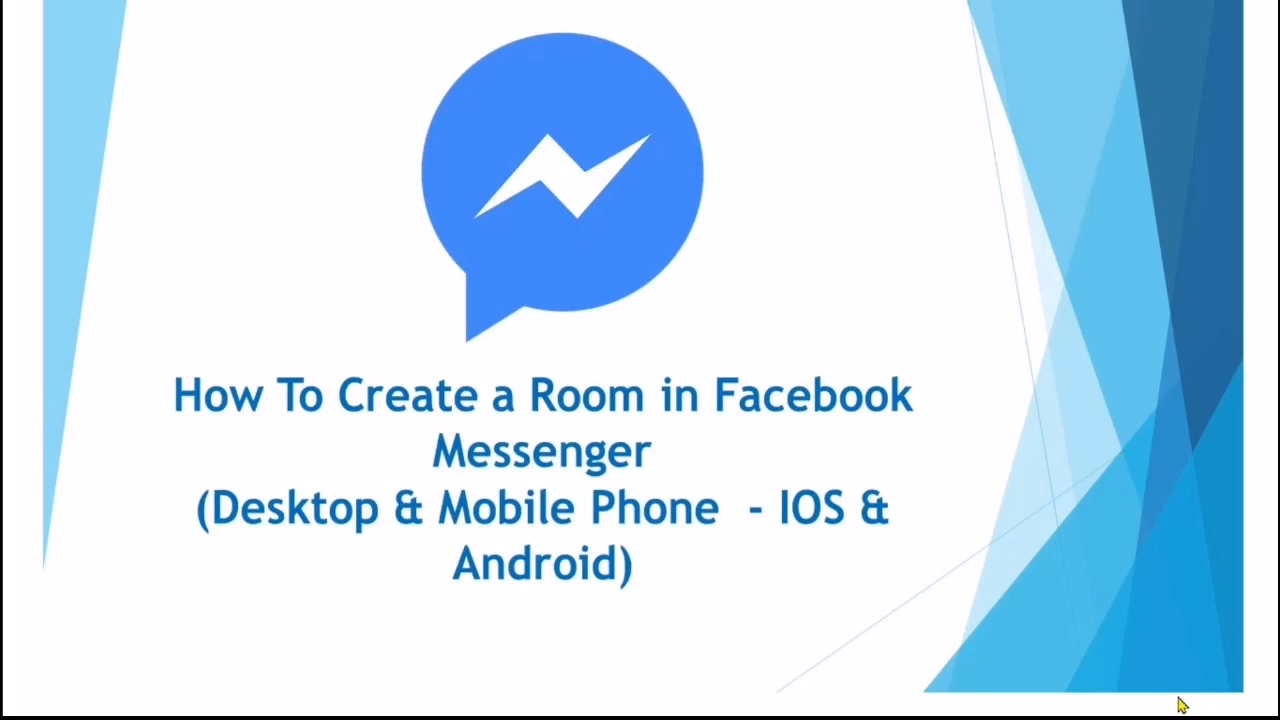 How To Create a Room in Facebook
Messenger
(Desktop & Mobile Phone - IOS &
Android)